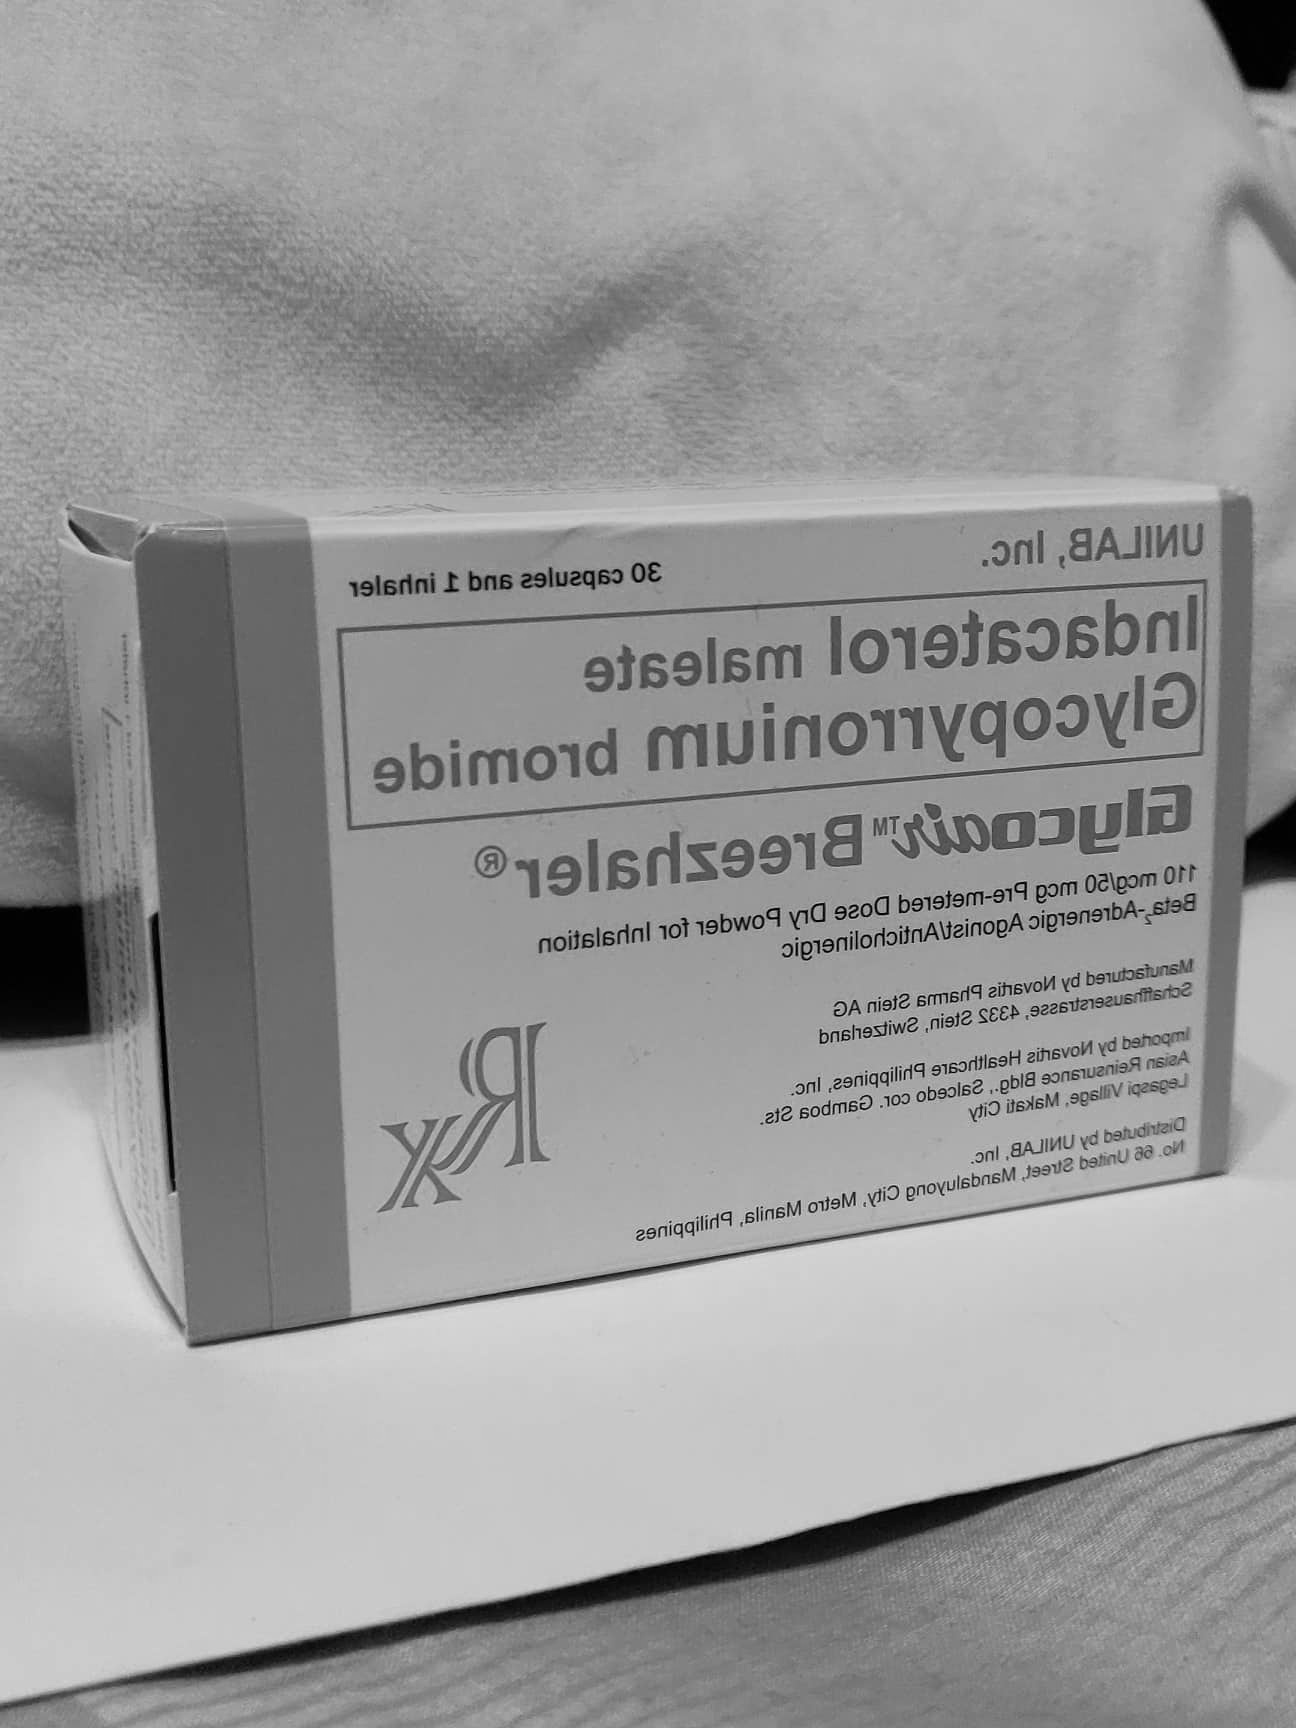 UNILAB, Inc.
30 capsules and 1 inhaler
Indacaterol maleate
Glycopyrronium bromide
Glycoair™ Breezhaler®
110 mcg/50 mcg Pre-metered Dose Dry Powder for Inhalation
Beta₂-Adrenergic Agonist/Anticholinergic
Manufactured by Novartis Pharma Stein AG
Schaffhauserstrasse, 4332 Stein, Switzerland
Imported by Novartis Healthcare Philippines, Inc.
Asian Reinsurance Bldg., Salcedo cor. Gamboa Sts.
Legaspi Village, Makati City
Distributed by UNILAB, Inc.
No. 66 United Street, Mandaluyong City, Metro Manila, Philippines
Rx